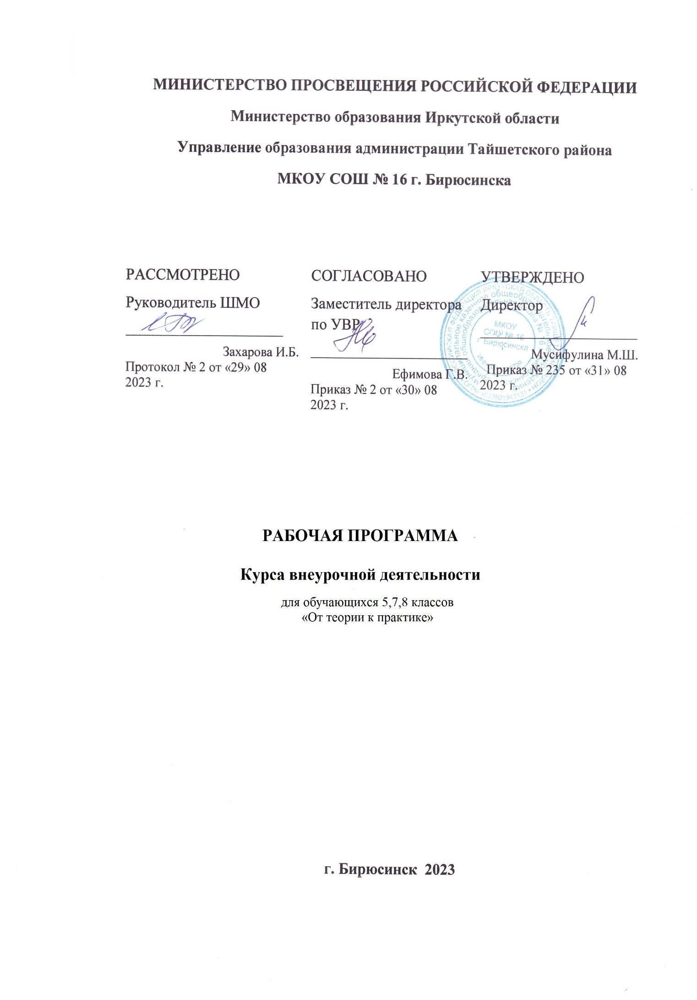 МИНИСТЕРСТВО ПРОСВЕЩЕНИЯ РОССИЙСКОЙ ФЕДЕРАЦИИ
Министерство образования Иркутской области
Управление образования администрации Тайшетского района
МКОУ СОШ № 16 г. Бирюсинска
РАССМОТРЕНО
Руководитель ШМО
Захарова И.Б.
Протокол № 2 от «29» 08
2023 г.
СОГЛАСОВАНО
Заместитель директора
по УВР
Ефимова Г.В.
Приказ № 2 от «30» 08
2023 г.
УТВЕРЖДЕНО
Директор
Мусифулина М.Ш.
Приказ № 235 от «31» 08
2023 г.
МКОУ
СОШ № 16
г Бирюсинска
РАБОЧАЯ ПРОГРАММА
Курса внеурочной деятельности
для обучающихся 5,7,8 классов
«От теории к практике»
г. Бирюсинск 2023